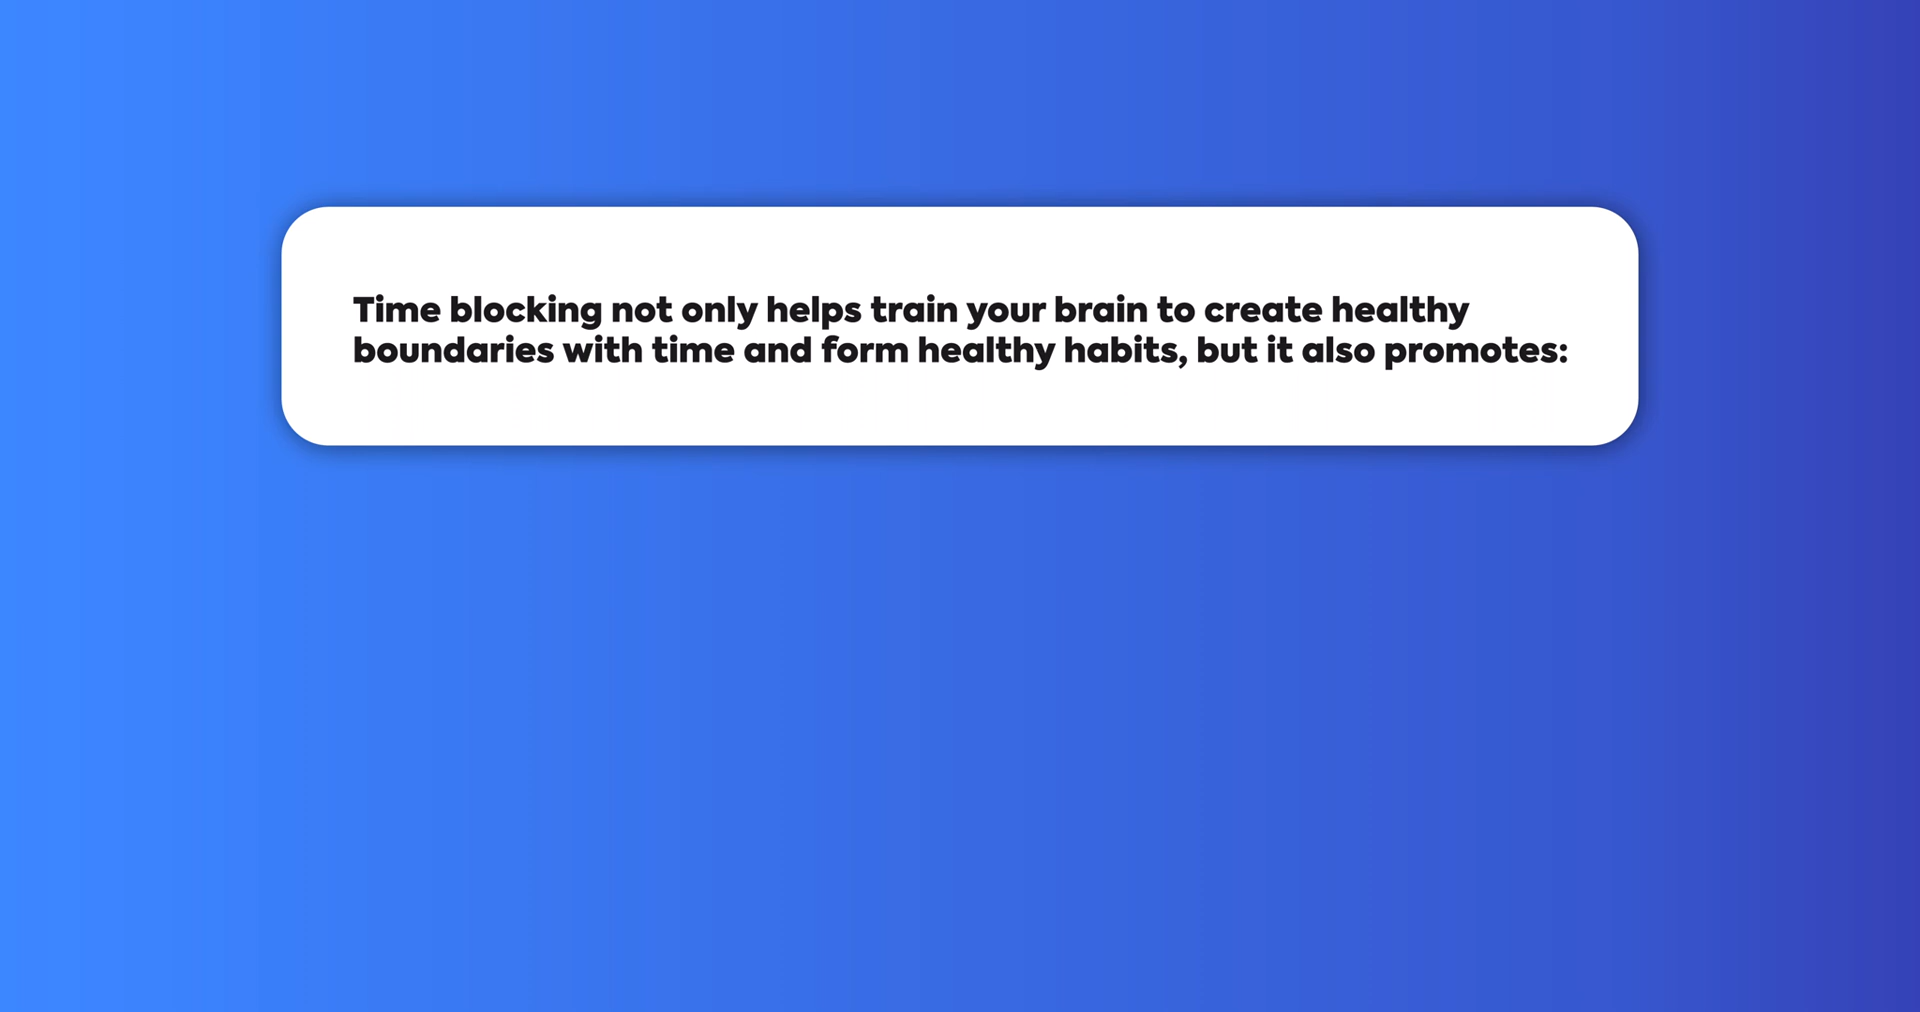 Time blocking not only helps train your brain to create healthy
boundaries with time and form healthy habits, but it also promotes: